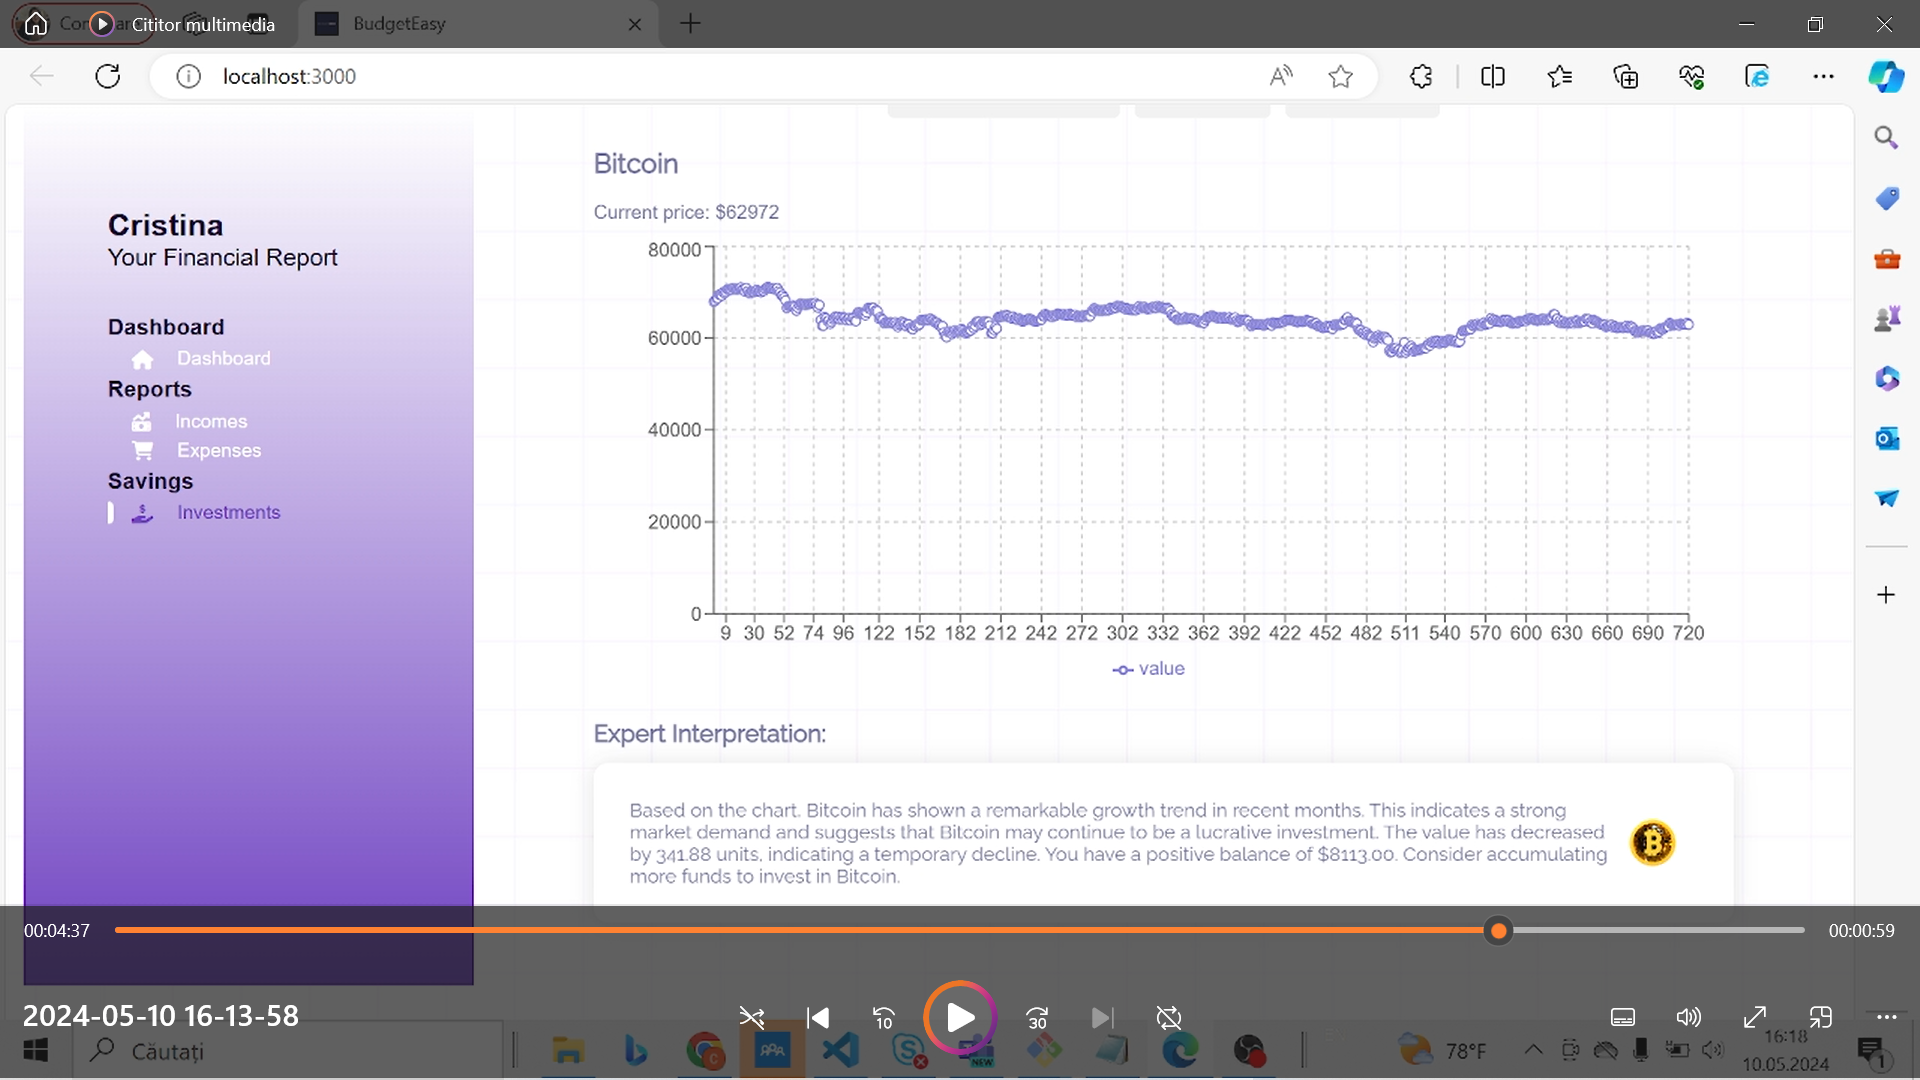 Cititor multimedia
BudgetEasy
localhost:3000
Cristina
Your Financial Report
Dashboard
Dashboard
Reports
Incomes
Expenses
Savings
Investments
Bitcoin
Current price: $62972
80000
60000
40000
20000
0
9 30 52 74 96 122 152 182 212 242 272 302 332 362 392 422 452 482 511 540 570 600 630 660 690 720
value
Expert Interpretation:
Based on the chart, Bitcoin has shown a remarkable growth trend in recent months. This indicates a strong
market demand and suggests that Bitcoin may continue to be a lucrative investment. The value has decreased
by 341.88 units, indicating a temporary decline. You have a positive balance of $8113.00. Consider accumulating
more funds to invest in Bitcoin.
00:04:37
00:00:59
2024-05-10 16-13-58
10
30
Căutați
NEW
78°F
16:18
10.05.2024
1